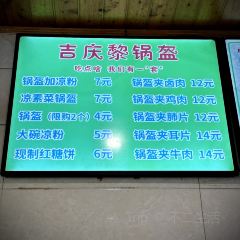 吉庆黎锅盔
吃点啥 我们有一"套"
锅盔加凉粉 7元 锅盔夹卤肉 12元
凉素菜锅盔 7元 锅盔夹鸡肉 12元
锅盔(限购2个) 4元 锅盔夹肺片 12元
大碗凉粉 5元 锅盔夹耳片 14元
现制红糖饼 6元 锅盔夹牛肉 14元